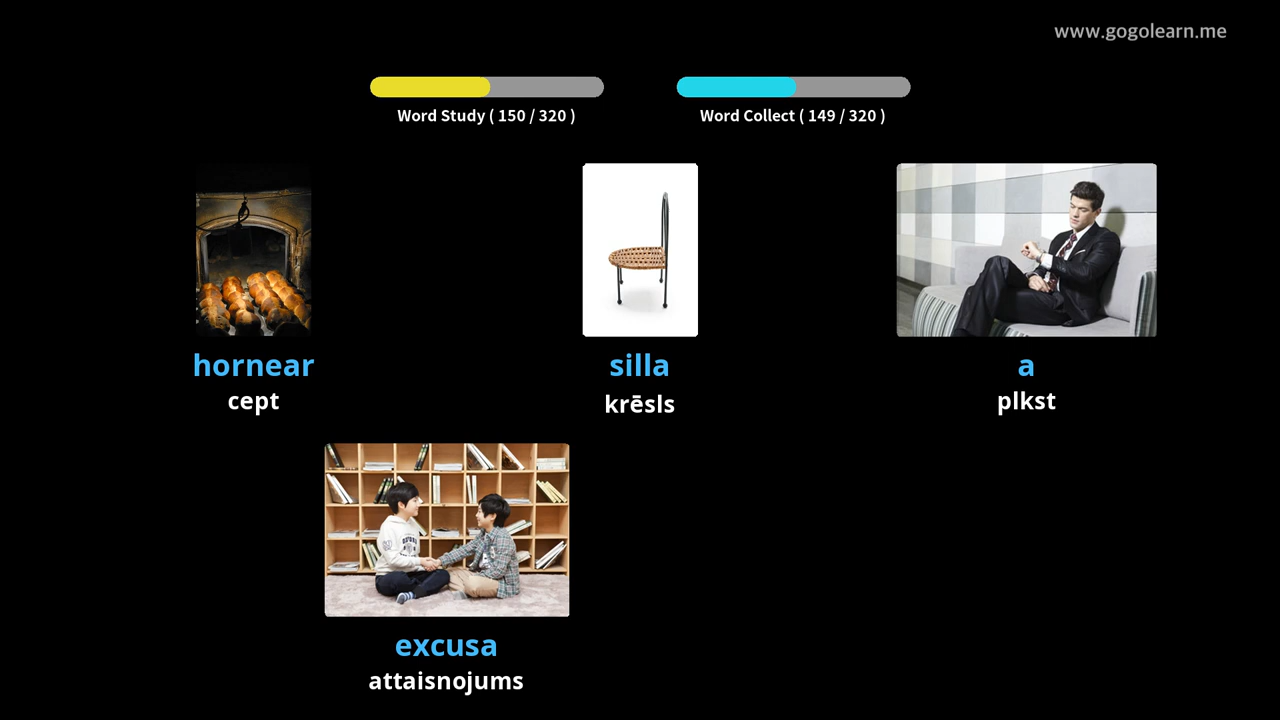 www.gogolearn.me
Word Study ( 150 / 320 )
Word Collect ( 149 / 320 )
hornear
cept
silla
krēsls
a
plkst
excusa
attaisnojums